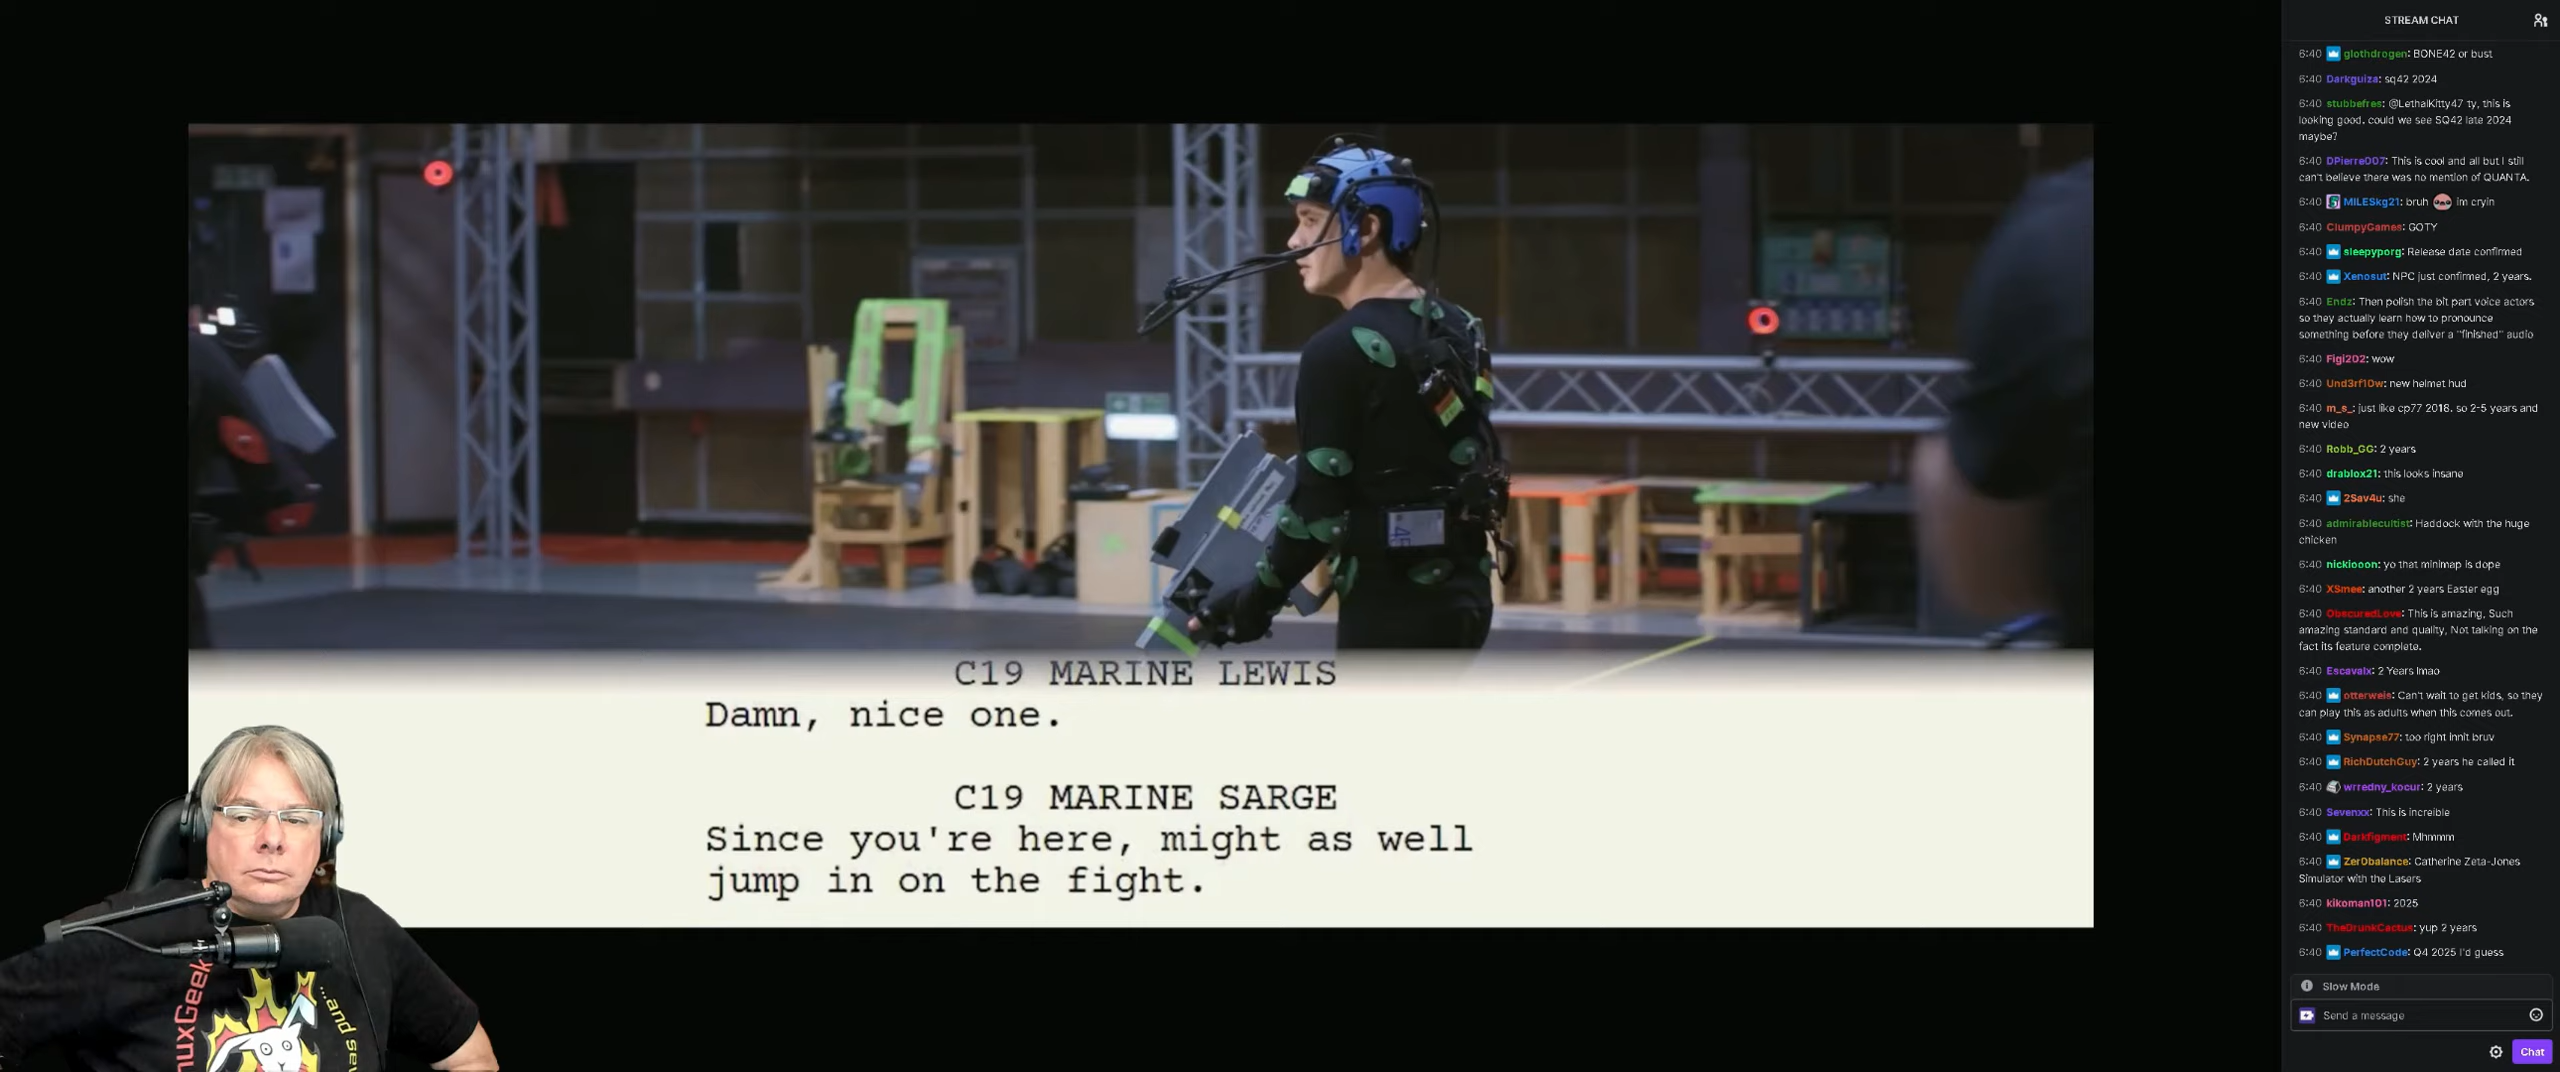 C19 MARINE LEWIS
Damn, nice one.
C19 MARINE SARGE
Since you're here, might as well
jump in on the fight.
nuxGeek
...and sev
STREAM CHAT
6:40 glothdrogen: BONE42 or bust
6:40 Darkguiza: sq42 2024
6:40 stubbefres: @LethalKitty47 ty, this is
looking good. could we see SQ42 late 2024
maybe?
6:40 DPierre007: This is cool and all but I still
can't believe there was no mention of QUANTA.
6:40 MILESkg21: bruh im cryin
6:40 ClumpyGames: GOTY
6:40 sleepyporg: Release date confirmed
6:40 Xenosut: NPC just confirmed, 2 years.
6:40 Endz: Then polish the bit part voice actors
so they actually learn how to pronounce
something before they deliver a "finished" audio
6:40 Figi202: wow
6:40 Und3rf10w: new helmet hud
6:40 m_s_: just like cp77 2018. so 2-5 years and
new video
6:40 Robb_GG: 2 years
6:40 drablox21: this looks insane
6:40 2Sav4u: she
6:40 admirablecultist: Haddock with the huge
chicken
6:40 nickiooon: yo that minimap is dope
6:40 XSmee: another 2 years Easter egg
6:40 ObscuredLove: This is amazing, Such
amazing standard and quality, Not talking on the
fact its feature complete.
6:40 Escavalx: 2 Years lmao
6:40 otterweis: Can't wait to get kids, so they
can play this as adults when this comes out.
6:40 Synapse77: too right innit bruv
6:40 RichDutchGuy: 2 years he called it
6:40 wrredny_kocur: 2 years
6:40 Sevenxx: This is increible
6:40 Darkfigment: Mhmmm
6:40 Zer0balance: Catherine Zeta-Jones
Simulator with the Lasers
6:40 kikoman101: 2025
6:40 TheDrunkCactus: yup 2 years
6:40 PerfectCode: Q4 2025 I'd guess
Slow Mode
Send a message
Chat